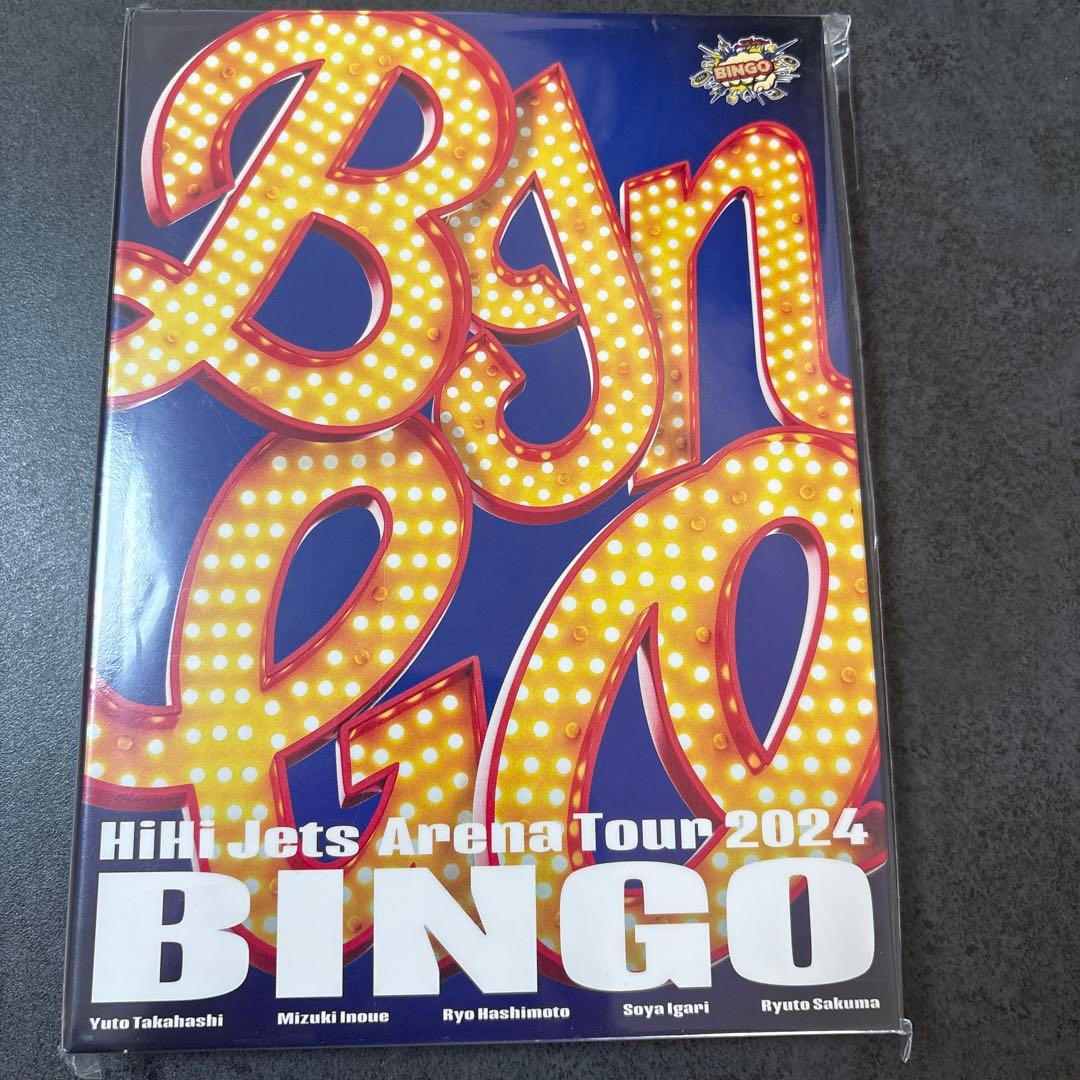 BINGO
BINGO
HiHi Jets Arena Tour 2024
BINGO
Yuto Takahashi Mizuki Inoue Ryo Hashimoto Soya Igari Ryuto Sakuma